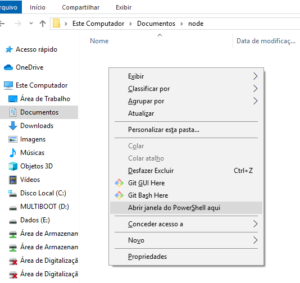 Arquivo Início Compartilhar Exibir
Este Computador > Documentos > node
Nome Data de modificaç...
Acesso rápido
OneDrive
Este Computador
Área de Trabalho
Documentos
Downloads
Imagens
Músicas
Objetos 3D
Vídeos
Disco Local (C:)
MULTIBOOT (D:)
Dados (E:)
Área de Armazenan
Área de Armazenan
Área de Digitalizaçã
Área de Digitalizaçã
Exibir
Classificar por
Agrupar por
Atualizar
Personalizar esta pasta...
Colar
Colar atalho
Desfazer Excluir Ctrl+Z
Git GUI Here
Git Bash Here
Abrir janela do PowerShell aqui
Conceder acesso a
Novo
Propriedades